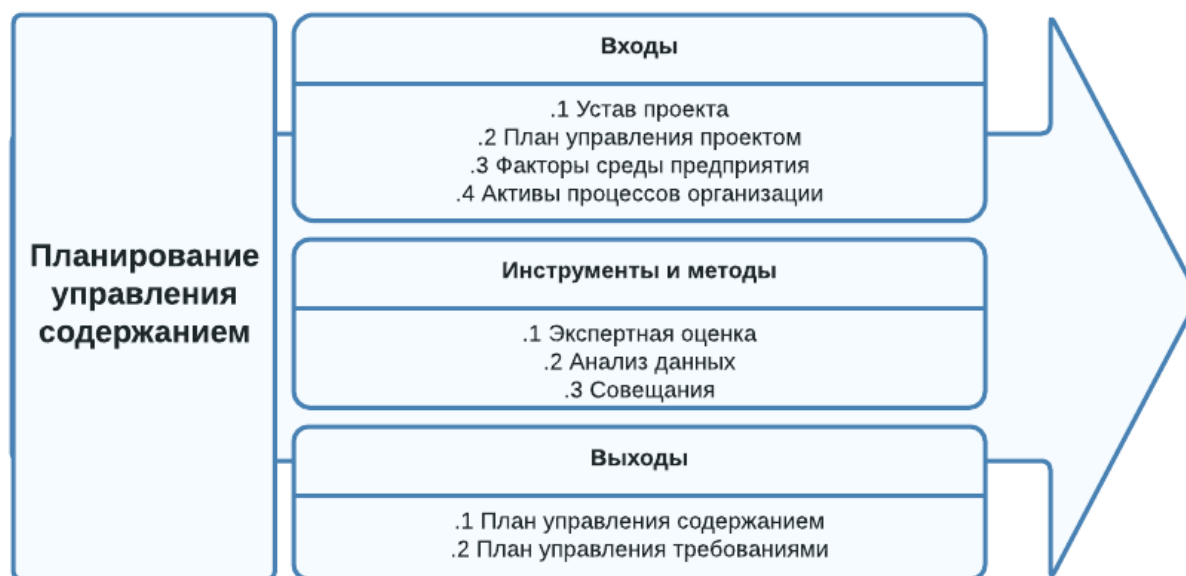 Планирование
управления
содержанием
Входы
.1 Устав проекта
.2 План управления проектом
.3 Факторы среды предприятия
.4 Активы процессов организации
Инструменты и методы
.1 Экспертная оценка
.2 Анализ данных
.3 Совещания
Выходы
.1 План управления содержанием
.2 План управления требованиями